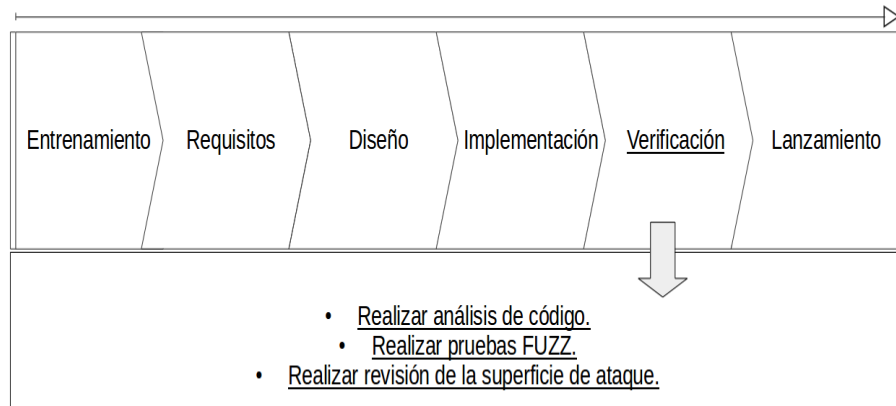 Entrenamiento
Requisitos
Diseño
Implementación
Verificación
Lanzamiento
• Realizar análisis de código.
• Realizar pruebas FUZZ.
• Realizar revisión de la superficie de ataque.